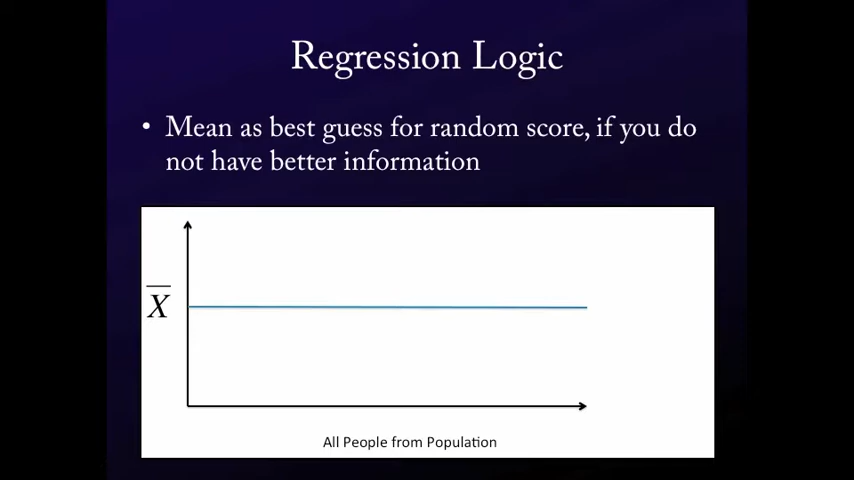 Regression Logic
• Mean as best guess for random score, if you do
not have better information
X̅
All People from Population